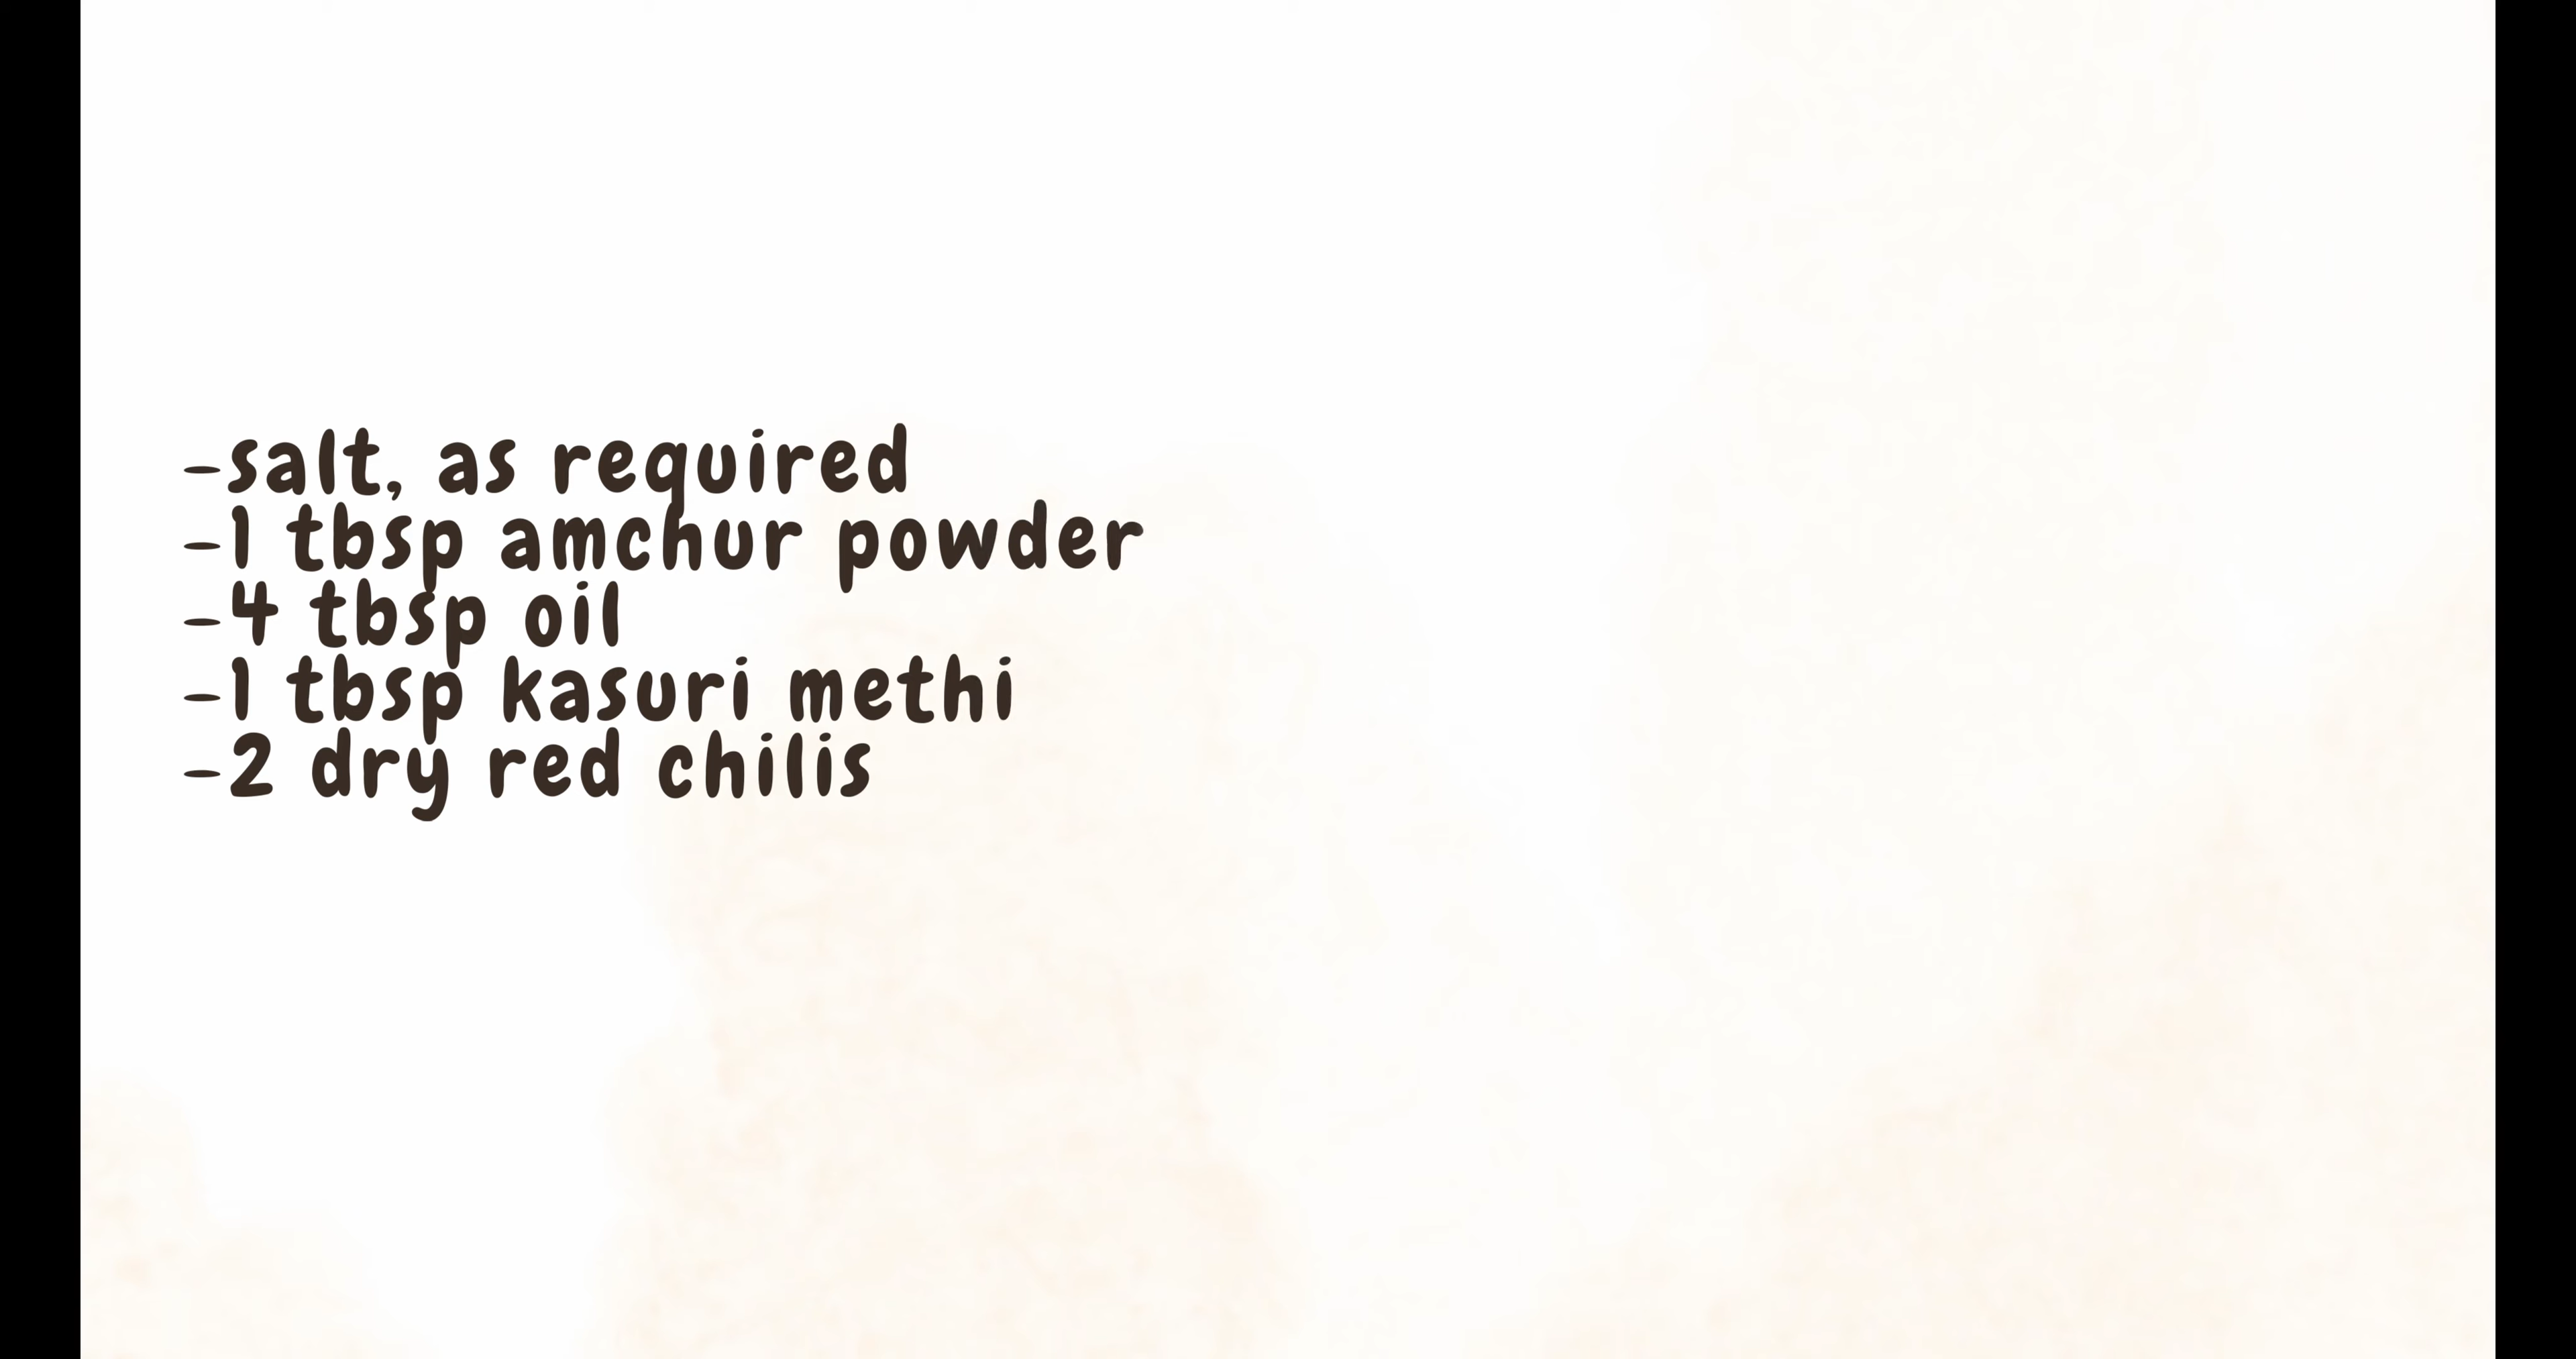 -salt, as required
-1 tbsp amchur powder
-4 tbsp oil
-1 tbsp kasuri methi
-2 dry red chilis